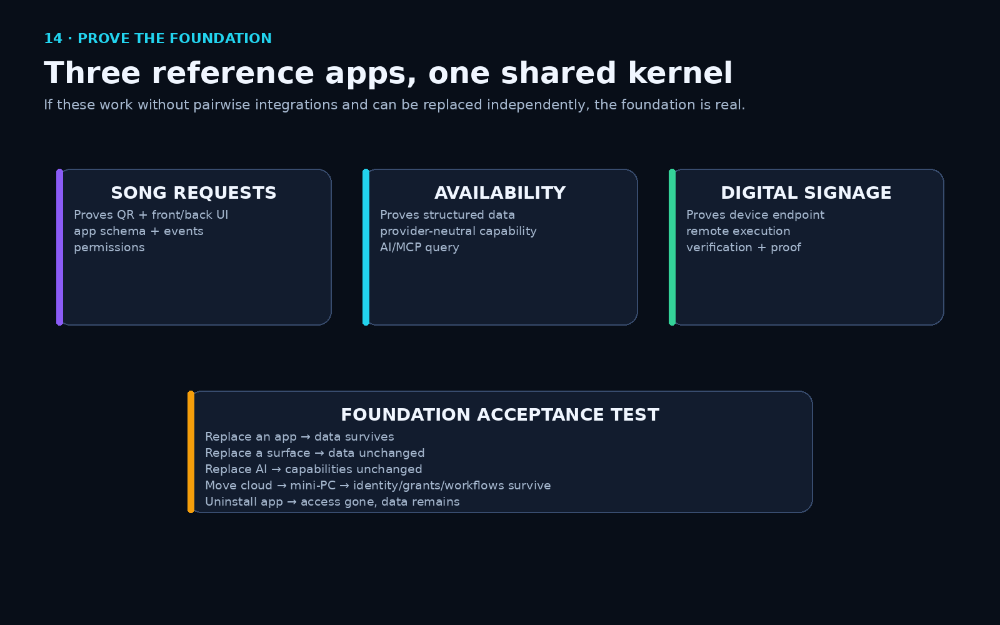 14 · PROVE THE FOUNDATION
Three reference apps, one shared kernel
If these work without pairwise integrations and can be replaced independently, the foundation is real.
SONG REQUESTS
Proves QR + front/back UI
app schema + events
permissions
AVAILABILITY
Proves structured data
provider-neutral capability
AI/MCP query
DIGITAL SIGNAGE
Proves device endpoint
remote execution
verification + proof
FOUNDATION ACCEPTANCE TEST
Replace an app → data survives
Replace a surface → data unchanged
Replace AI → capabilities unchanged
Move cloud → mini-PC → identity/grants/workflows survive
Uninstall app → access gone, data remains